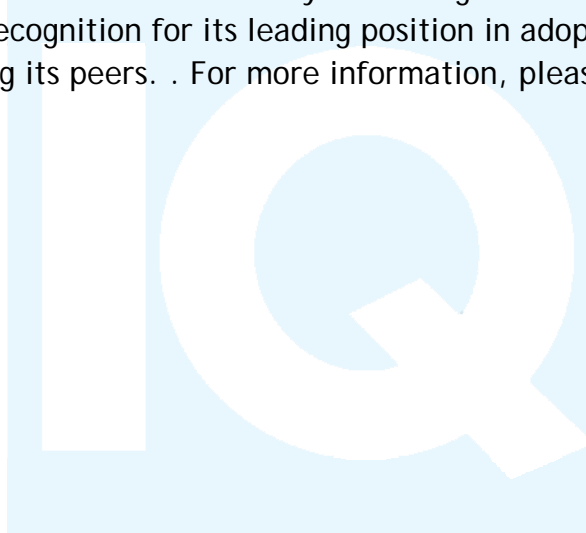 ecognition for its leading position in adop
g its peers. . For more information, pleas
IQ